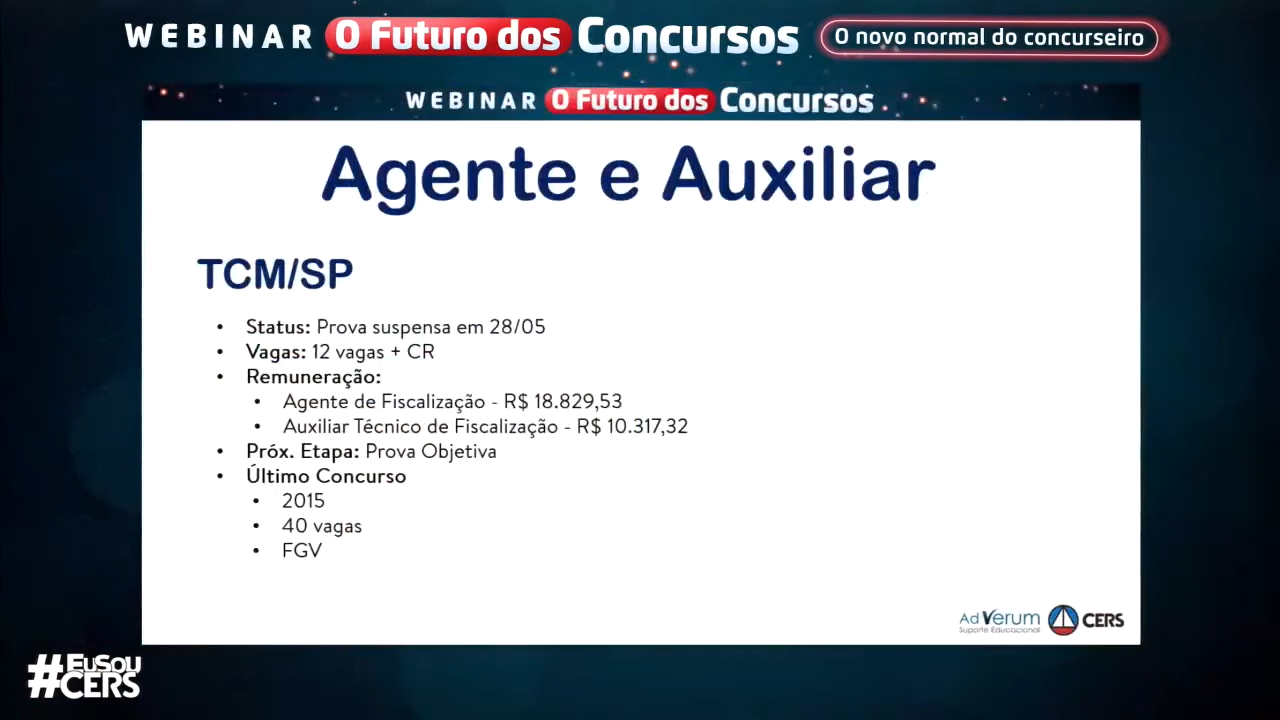 WEBINAR O Futuro dos Concursos O novo normal do concurseiro
WEBINAR O Futuro dos Concursos
Agente e Auxiliar
TCM/SP
• Status: Prova suspensa em 28/05
• Vagas: 12 vagas + CR
• Remuneração:
• Agente de Fiscalização - R$ 18.829,53
• Auxiliar Técnico de Fiscalização - R$ 10.317,32
• Próx. Etapa: Prova Objetiva
• Último Concurso
• 2015
• 40 vagas
• FGV
Ad Verum CERS
Suporte Educacional
#EuSou
CERS